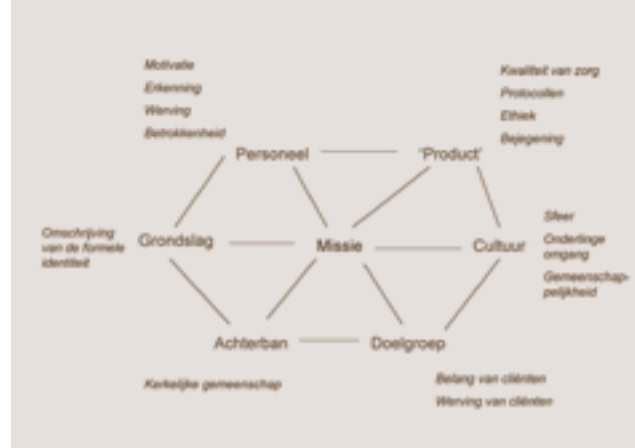 Motivatie
Erkenning
Werving
Betrokkenheid
Kwaliteit van zorg
Protocollen
Ethiek
Bejegening
Personeel
'Product'
Omschrijving
van de formele
identiteit
Grondslag
Missie
Cultuur
Sfeer
Onderlinge
omgang
Gemeenschap-
pelijkheid
Achterban
Doelgroep
Kerkelijke gemeenschap
Belang van cliënten
Werving van cliënten